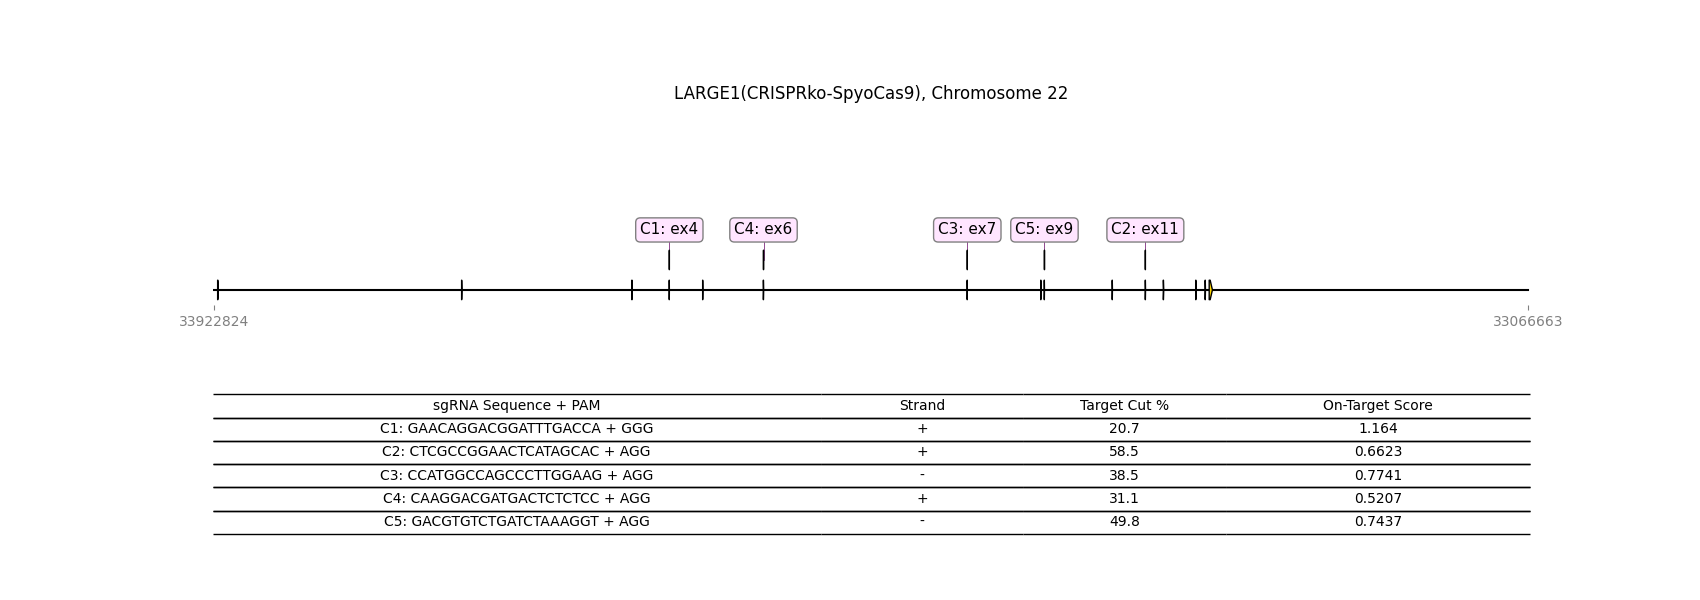 LARGE1(CRISPRko-SpyoCas9), Chromosome 22
C1: ex4 C4: ex6 C3: ex7 C5: ex9 C2: ex11
33922824 33066663
sgRNA Sequence + PAM Strand Target Cut % On-Target Score
C1: GAACAGGACGGATTTGACCA + GGG + 20.7 1.164
C2: CTCGCCGGAACTCATAGCAC + AGG + 58.5 0.6623
C3: CCATGGCCAGCCCTTGGAAG + AGG - 38.5 0.7741
C4: CAAGGACGATGACTCTCTCC + AGG + 31.1 0.5207
C5: GACGTGTCTGATCTAAAGGT + AGG - 49.8 0.7437